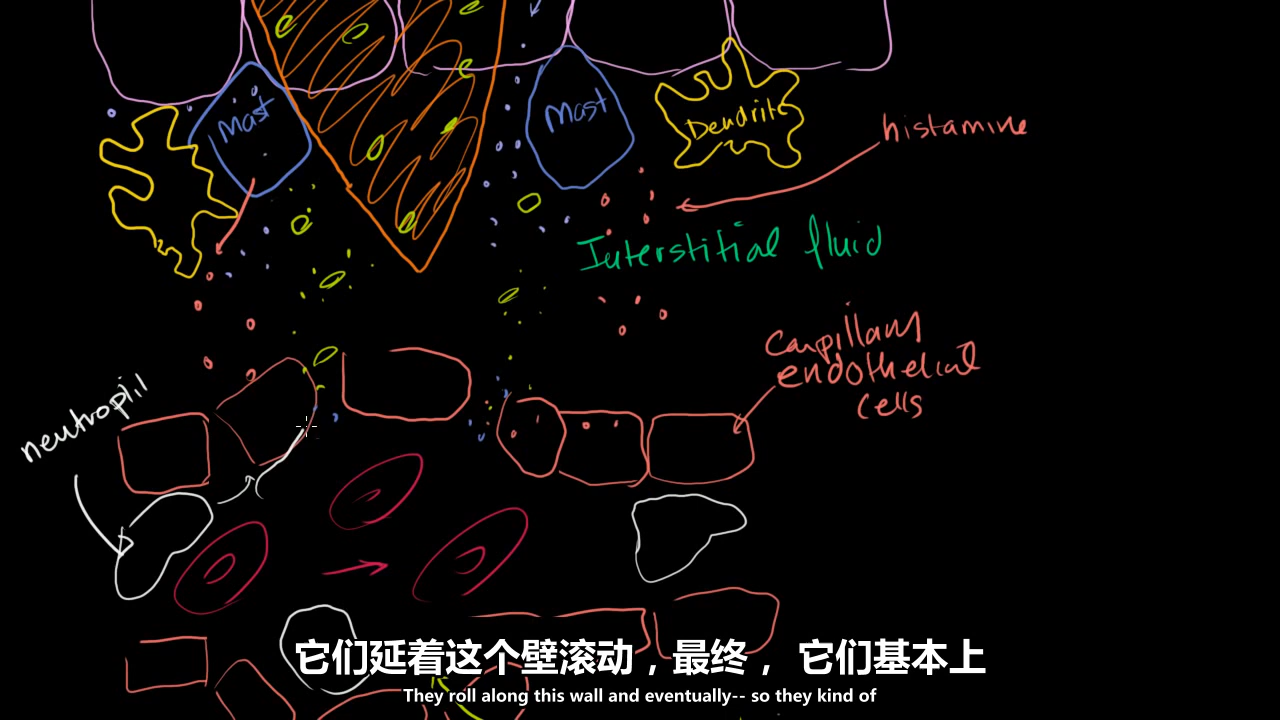 Mast
Mast
Dendrite
histamine
Interstitial fluid
Capillary
endothelial
cells
neutrophil
它们延着这个壁滚动，最终， 它们基本上
They roll along this wall and eventually-- so they kind of